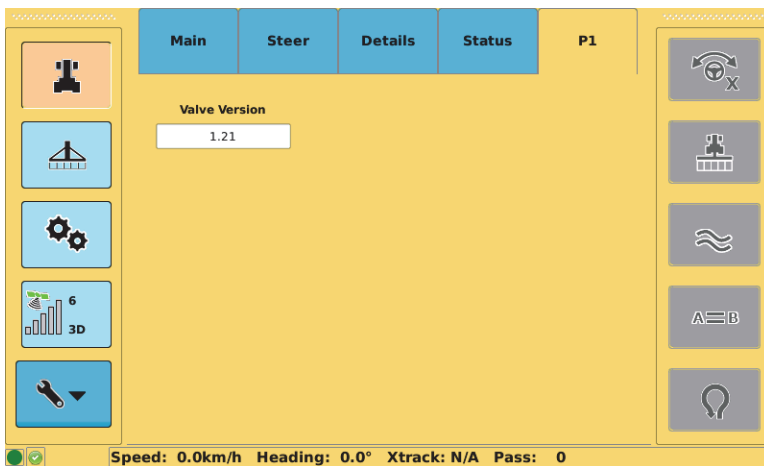 Main Steer Details Status P1
X
Valve Version
1.21
6
3D
A B
Speed: 0.0km/h Heading: 0.0° Xtrack: N/A Pass: 0